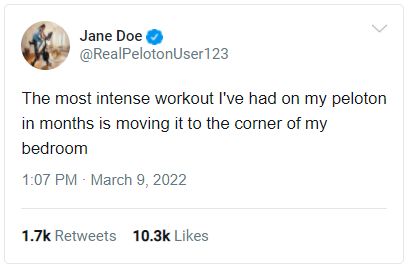 Jane Doe
@RealPelotonUser123
The most intense workout I've had on my peloton
in months is moving it to the corner of my
bedroom
1:07 PM · March 9, 2022
1.7k Retweets 10.3k Likes